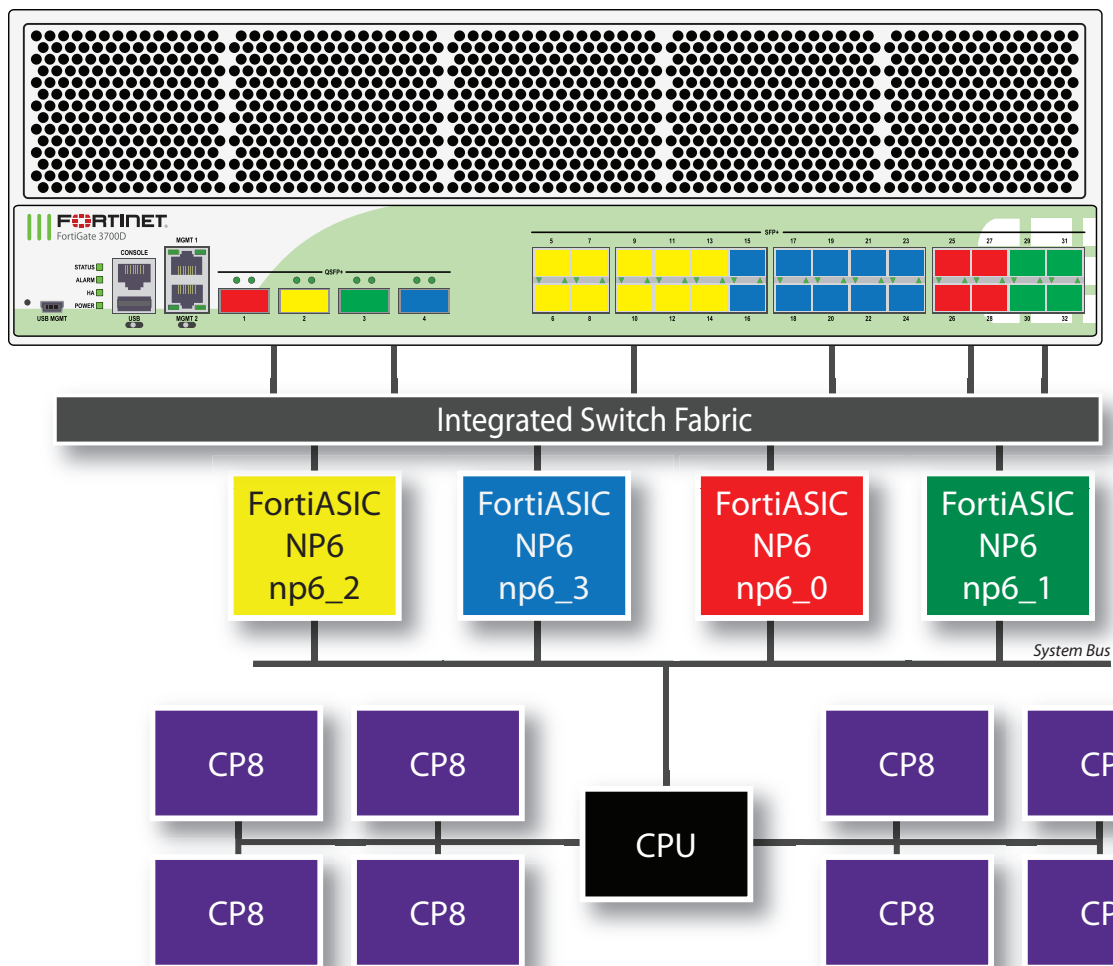 FORTINET
FortiGate 3700D
STATUS
ALARM
HA
POWER
USB MGMT
CONSOLE
USB
MGMT 1
MGMT 2
QSFP+
1 2 3 4
SFP+
5 7 9 11 13 15 17 19 21 23 25 27 29 31
6 8 10 12 14 16 18 20 22 24 26 28 30 32
Integrated Switch Fabric
FortiASIC
NP6
np6_2
FortiASIC
NP6
np6_3
FortiASIC
NP6
np6_0
FortiASIC
NP6
np6_1
System Bus
CP8 CP8 CP8
CPU
CP8 CP8 CP8